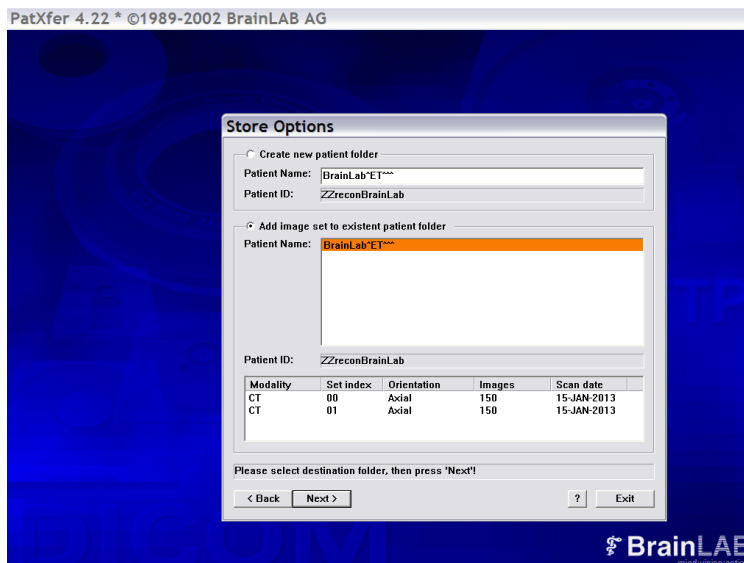 PatXfer 4.22 * ©1989-2002 BrainLAB AG
Store Options
Create new patient folder
Patient Name: BrainLab^ET^^^
Patient ID: ZZreconBrainLab
Add image set to existent patient folder
Patient Name: BrainLab^ET^^^
Patient ID: ZZreconBrainLab
Modality Set index Orientation Images Scan date
CT 00 Axial 150 15-JAN-2013
CT 01 Axial 150 15-JAN-2013
Please select destination folder, then press 'Next'!
< Back Next > ? Exit
DICOM
BrainLAB